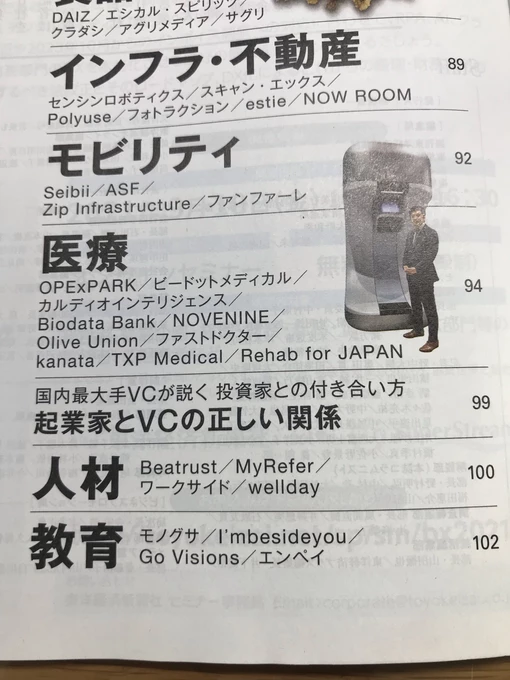 DAIZ／エシカル・スピリッツ／
クラダシ／アグリメディア／サグリ
インフラ・不動産
89
センシンロボティクス／スキャン・エックス／
Polyuse／フォトラクション／estie／NOW ROOM
モビリティ
92
Seibii／ASF／
Zip Infrastructure／ファンファーレ
医療
94
OPExPARK／ビードットメディカル／
カルディオインテリジェンス／
Biodata Bank／NOVENINE／
Olive Union／ファストドクター／
kanata／TXP Medical／Rehab for JAPAN
国内最大手VCが説く 投資家との付き合い方
99
起業家とVCの正しい関係
人材
Beatrust／MyRefer／
100
ワークサイド／wellday
教育
モノグサ／I'mbesideyou／
102
Go Visions／エンペイ